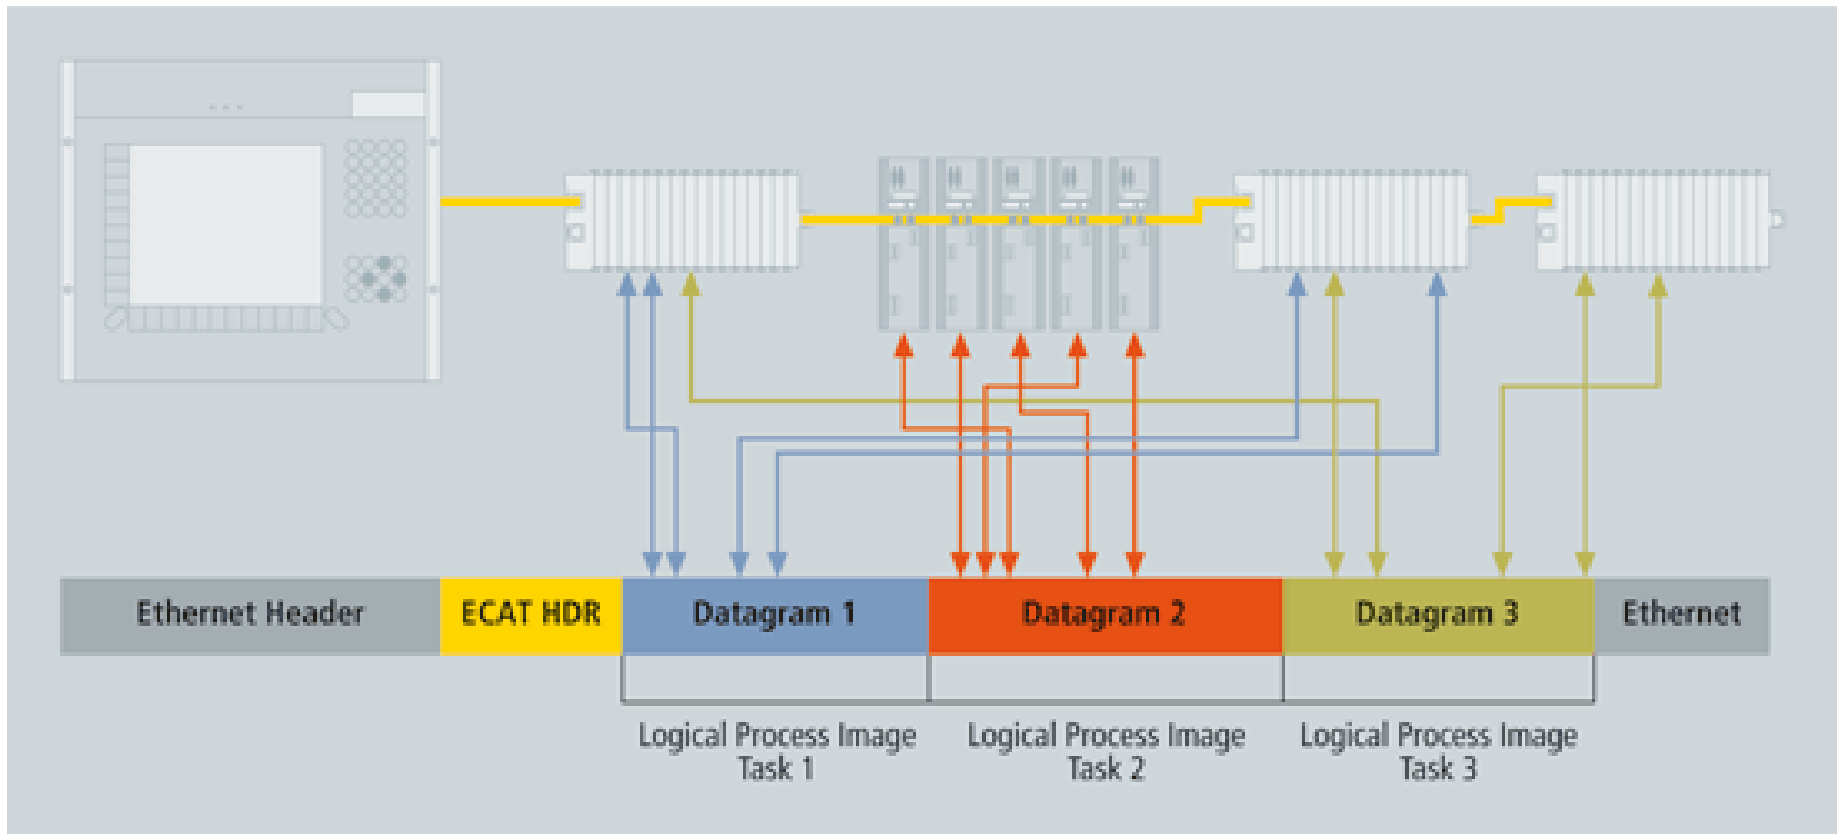 Ethernet Header
ECAT HDR
Datagram 1
Datagram 2
Datagram 3
Ethernet
Logical Process Image
Task 1
Logical Process Image
Task 2
Logical Process Image
Task 3